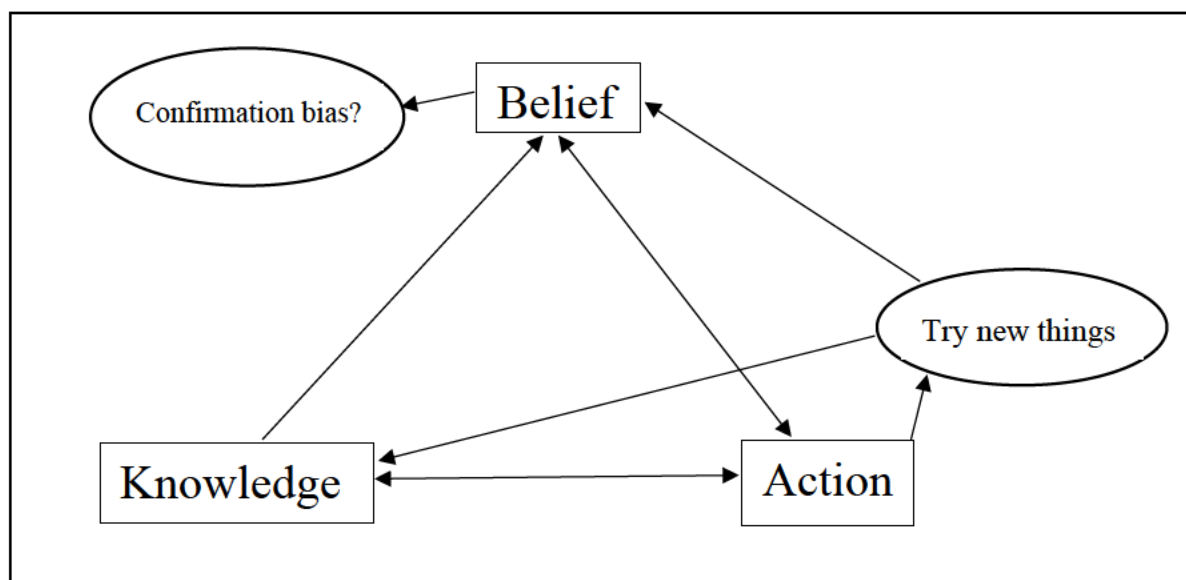 Belief
Confirmation bias?
Try new things
Knowledge
Action